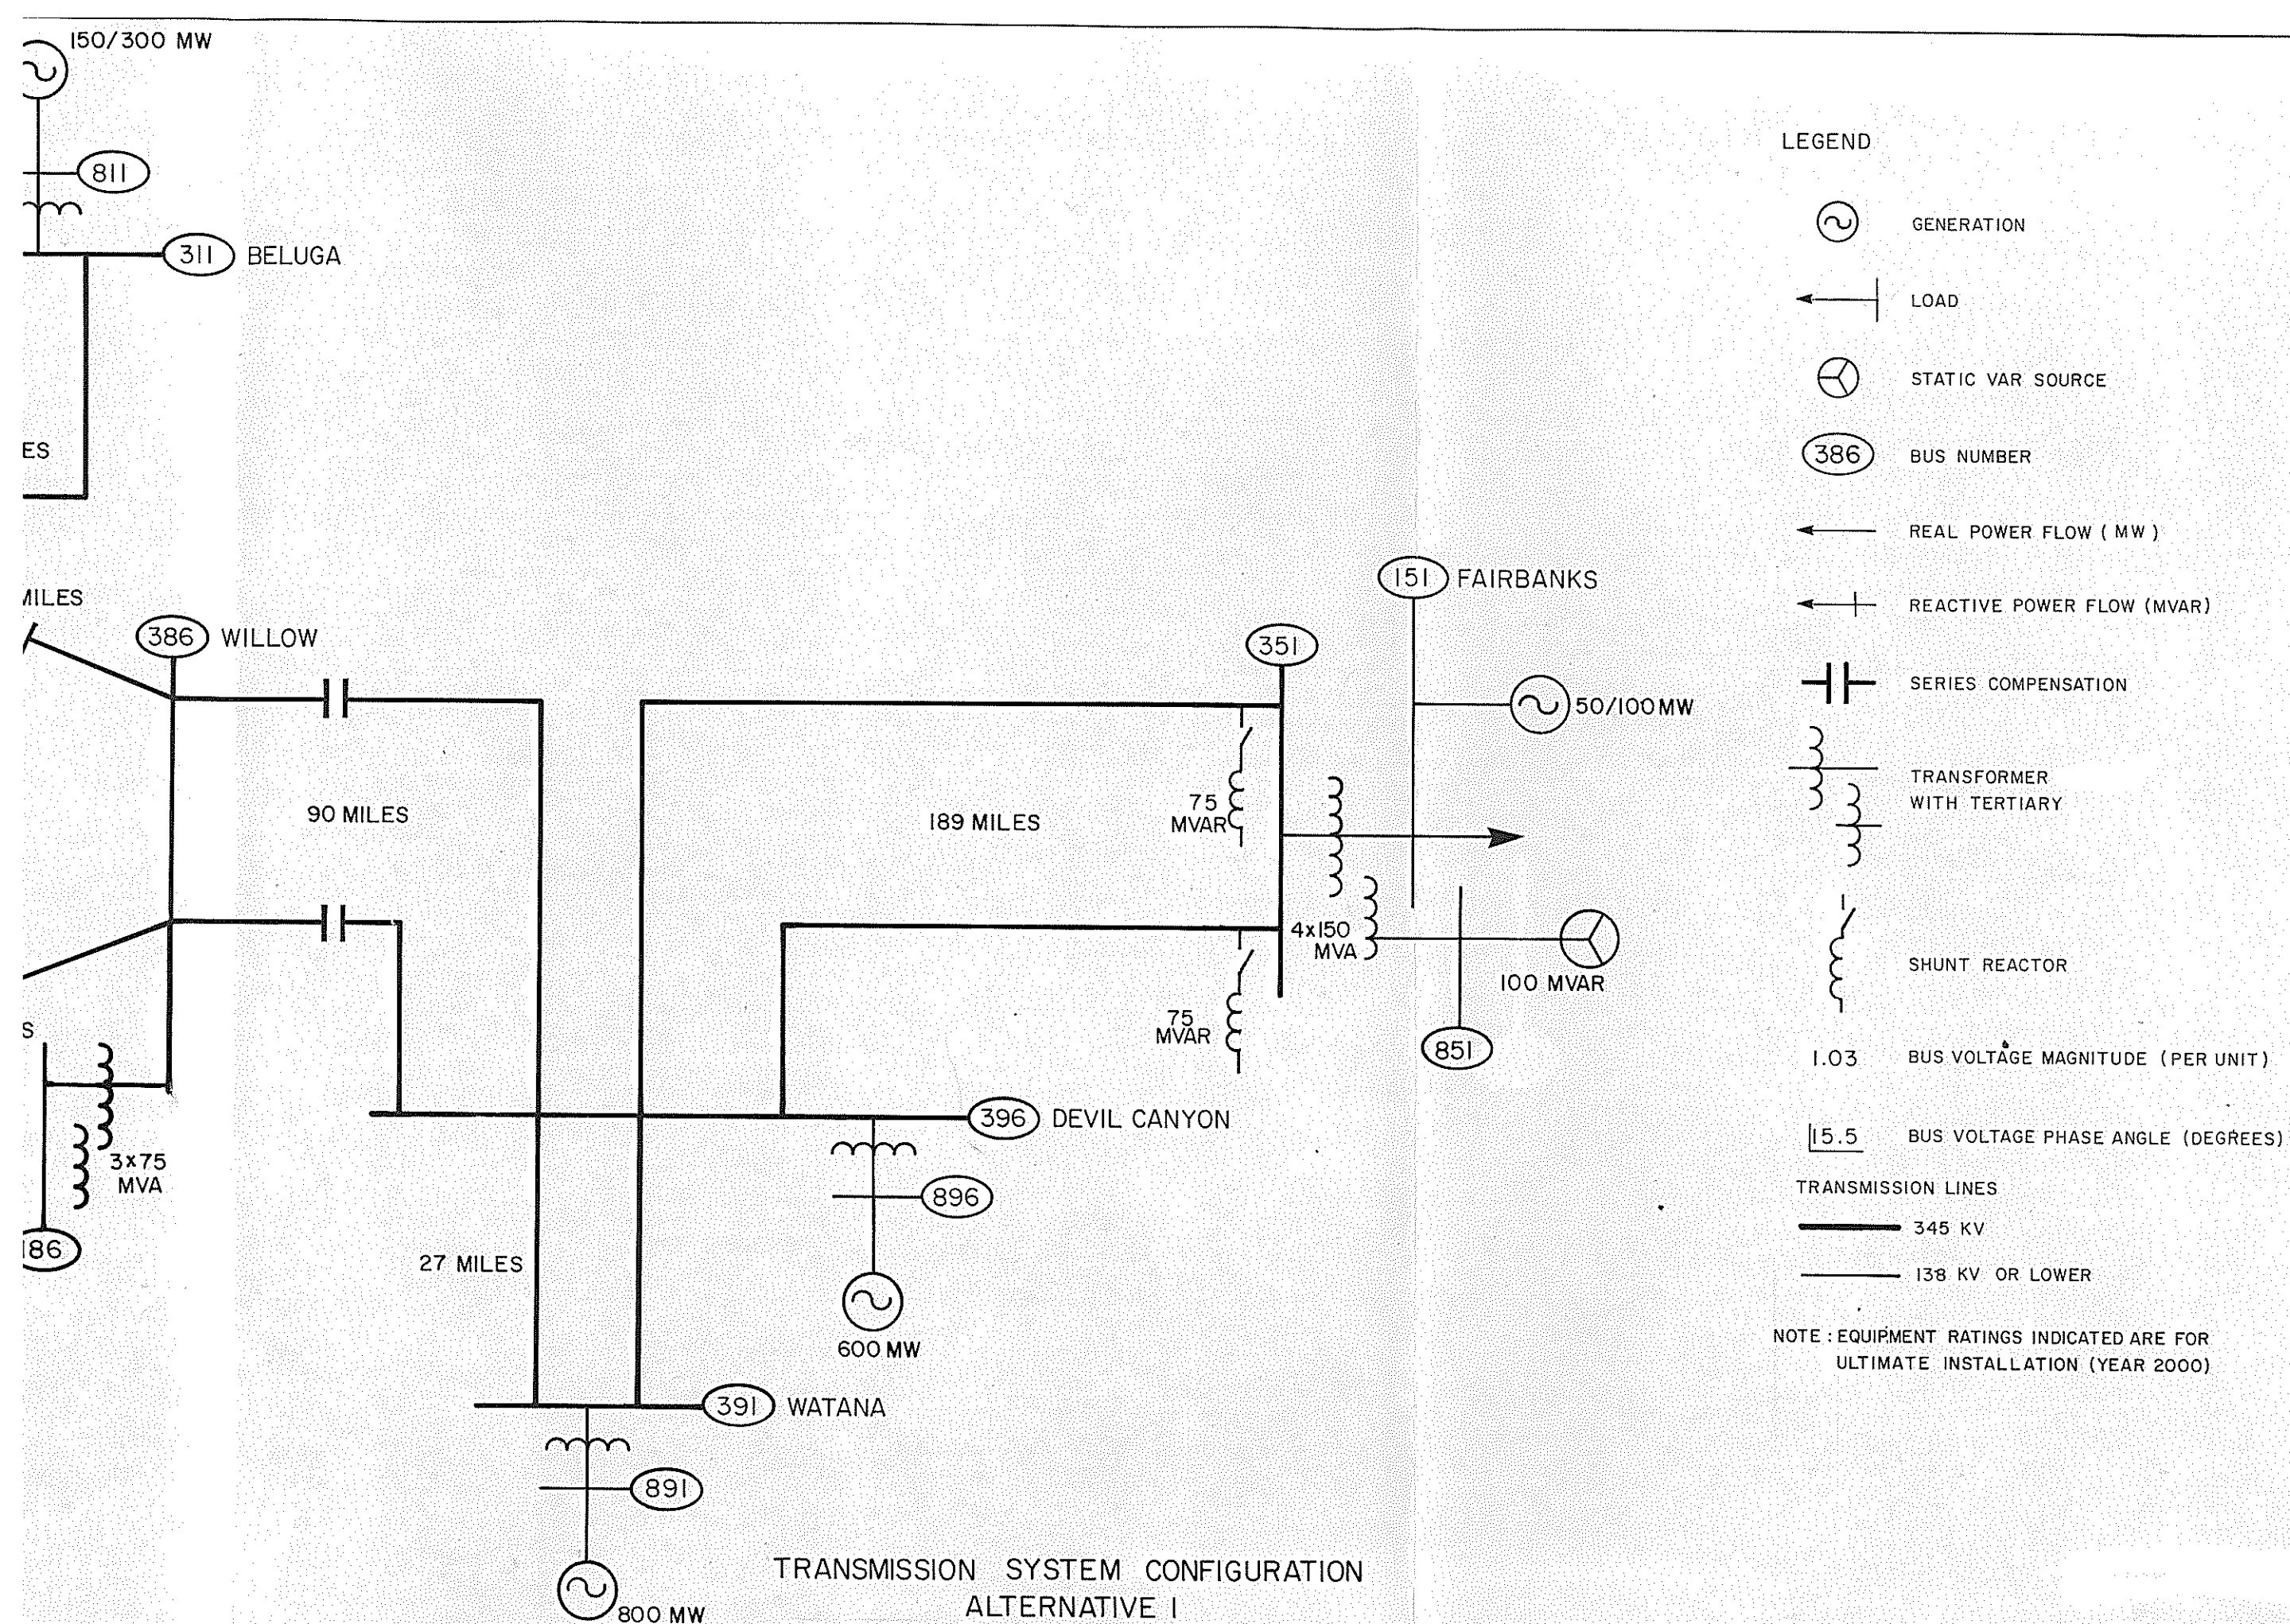 150/300 MW
811
311 BELUGA
ES
MILES
386 WILLOW
90 MILES
S
3x75
MVA
186
27 MILES
189 MILES
351
75
MVAR
75
MVAR
151 FAIRBANKS
50/100 MW
4x150
MVA
100 MVAR
851
396 DEVIL CANYON
896
600 MW
391 WATANA
891
800 MW
TRANSMISSION SYSTEM CONFIGURATION
ALTERNATIVE I
LEGEND
GENERATION
LOAD
STATIC VAR SOURCE
386 BUS NUMBER
REAL POWER FLOW ( MW )
REACTIVE POWER FLOW (MVAR)
SERIES COMPENSATION
TRANSFORMER
WITH TERTIARY
SHUNT REACTOR
1.03 BUS VOLTAGE MAGNITUDE (PER UNIT)
15.5 BUS VOLTAGE PHASE ANGLE (DEGREES)
TRANSMISSION LINES
345 KV
138 KV OR LOWER
NOTE : EQUIPMENT RATINGS INDICATED ARE FOR
ULTIMATE INSTALLATION (YEAR 2000)